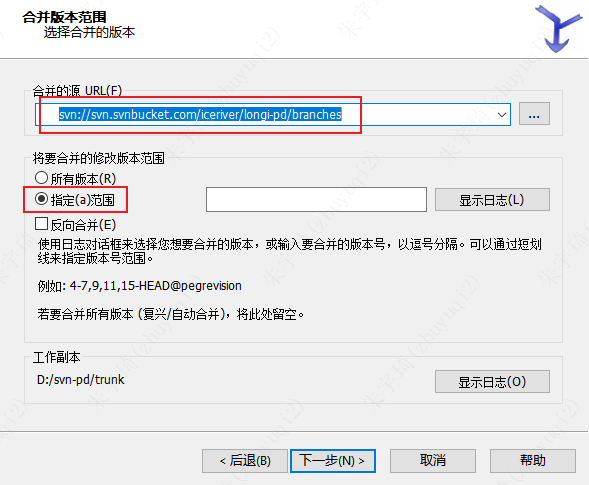 合并版本范围
选择合并的版本
合并的源 URL(F)
svn://svn.svnbucket.com/iceriver/longi-pd/branches
...
将要合并的修改版本范围
所有版本(R)
指定(a)范围
显示日志(L)
反向合并(E)
使用日志对话框来选择您想要合并的版本，或输入要合并的版本号，以逗号分隔。可以通过短划
线来指定版本号范围。
例如: 4-7,9,11,15-HEAD@pegrevision
若要合并所有版本 (复兴/自动合并)，将此处留空。
工作副本
D:/svn-pd/trunk
显示日志(O)
< 后退(B)
下一步(N) >
取消
帮助
朱宇琦(zhuyuqi2)